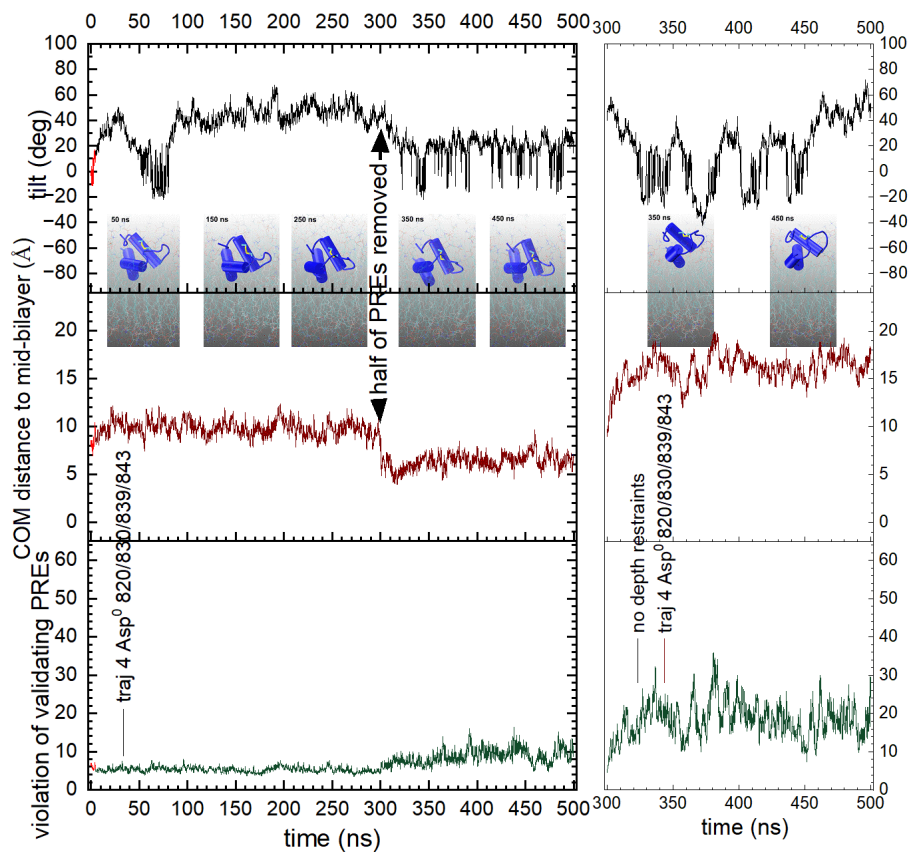 0 50 100 150 200 250 300 350 400 450 500
300 350 400 450 500
100
80
60
40
20
0
−20
−40
−60
−80
tilt (deg)
100
80
60
40
20
0
-20
-40
-60
-80
50 ns
150 ns
250 ns
350 ns
450 ns
350 ns
450 ns
half of PREs removed
20
15
10
5
0
COM distance to mid-bilayer (Å)
20
15
10
5
0
60
50
40
30
20
10
0
violation of validating PREs
traj 4 Asp⁰ 820/830/839/843
no depth restraints
traj 4 Asp⁰ 820/830/839/843
60
50
40
30
20
10
0
0 50 100 150 200 250 300 350 400 450 500
time (ns)
300 350 400 450 500
time (ns)